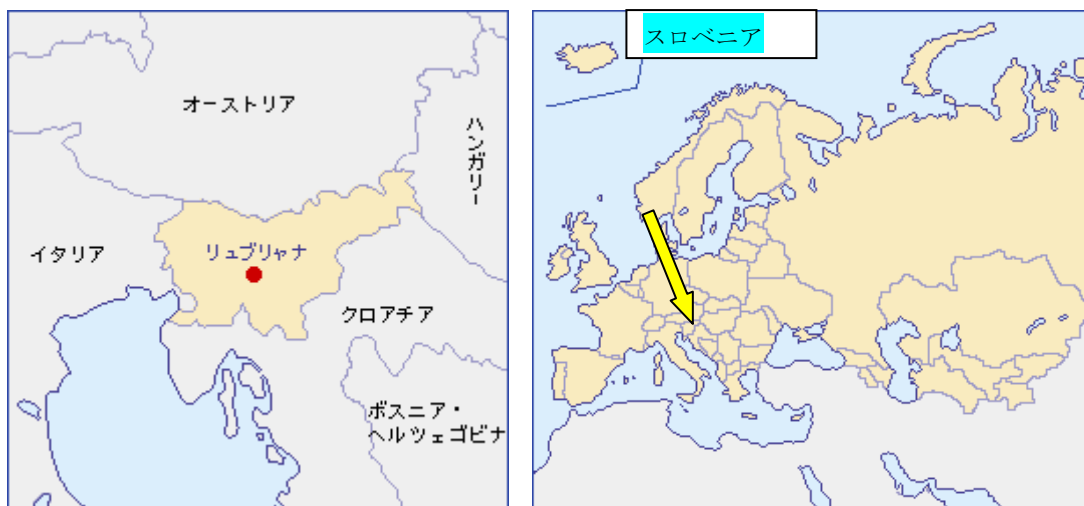 オーストリア
ハンガリー
イタリア
リュブリャナ
クロアチア
ボスニア・
ヘルツェゴビナ
スロベニア